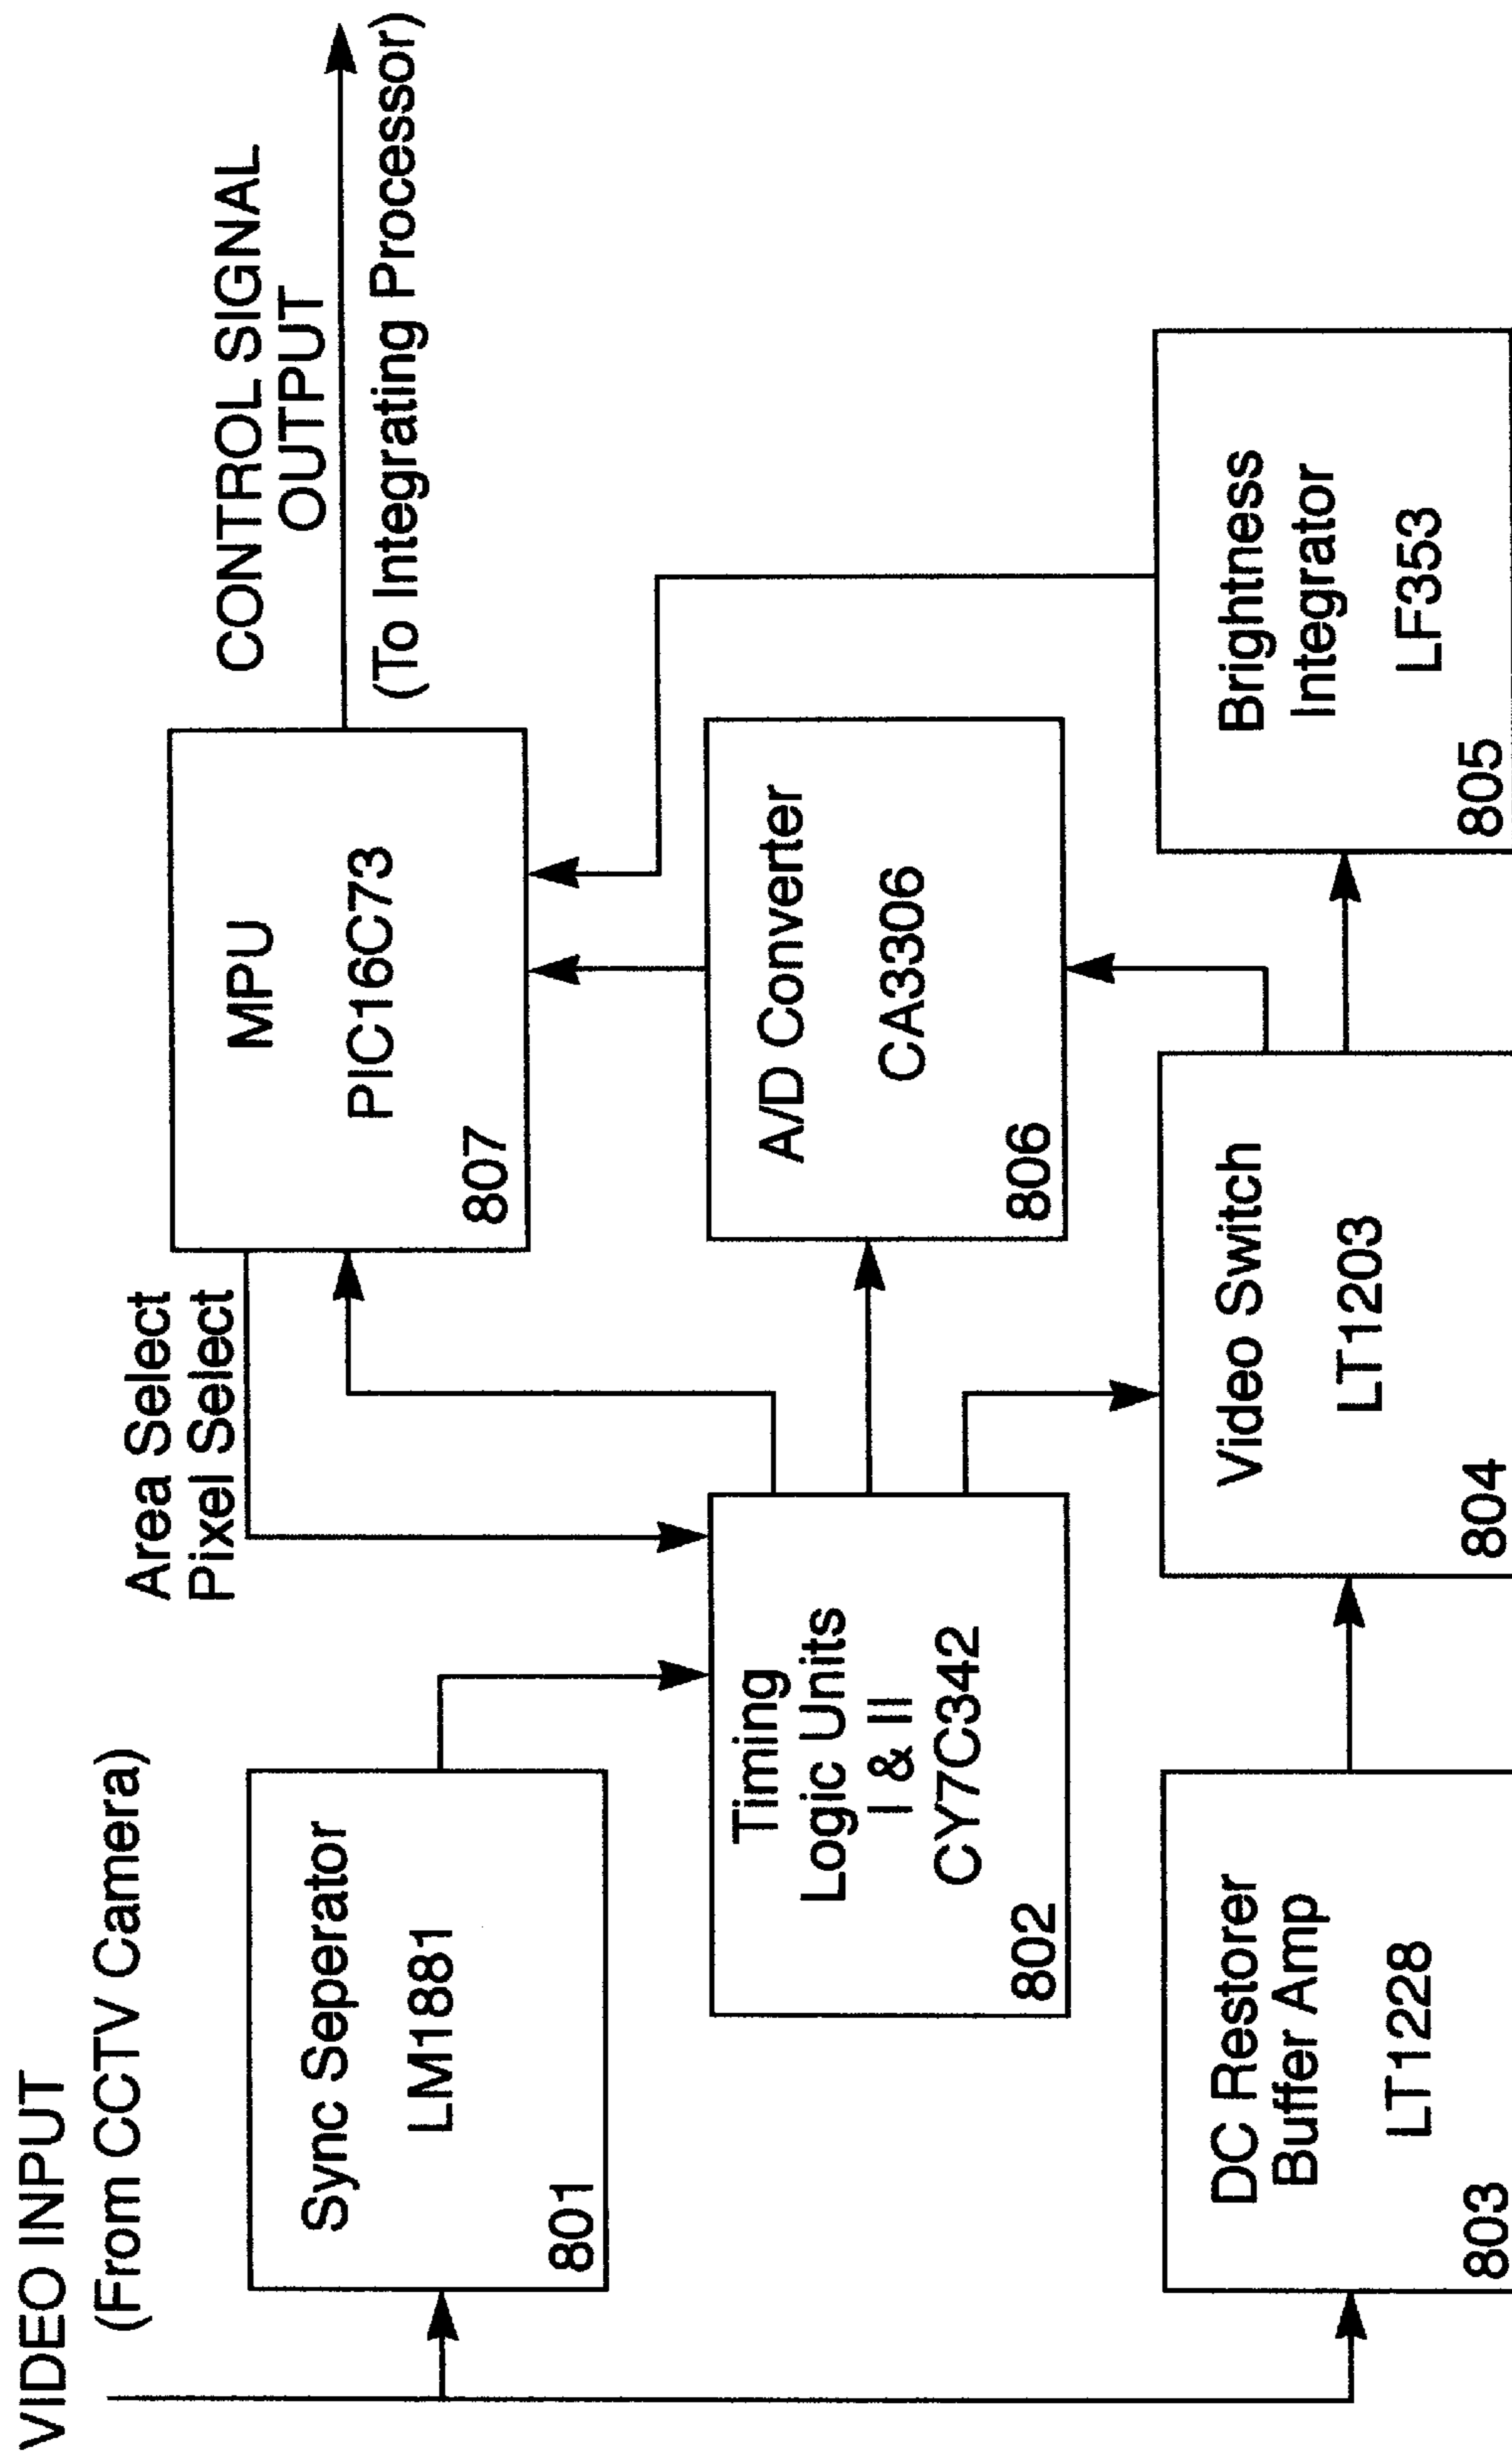 VIDEO INPUT
(From CCTV Camera)
Sync Seperator
LM1881
801
Area Select
Pixel Select
MPU
PIC16C73
807
CONTROL SIGNAL
OUTPUT
(To Integrating Processor)
Timing
Logic Units
I & II
CY7C342
802
A/D Converter
CA3306
806
DC Restorer
Buffer Amp
LT1228
803
Video Switch
LT1203
804
Brightness
Integrator
LF353
805